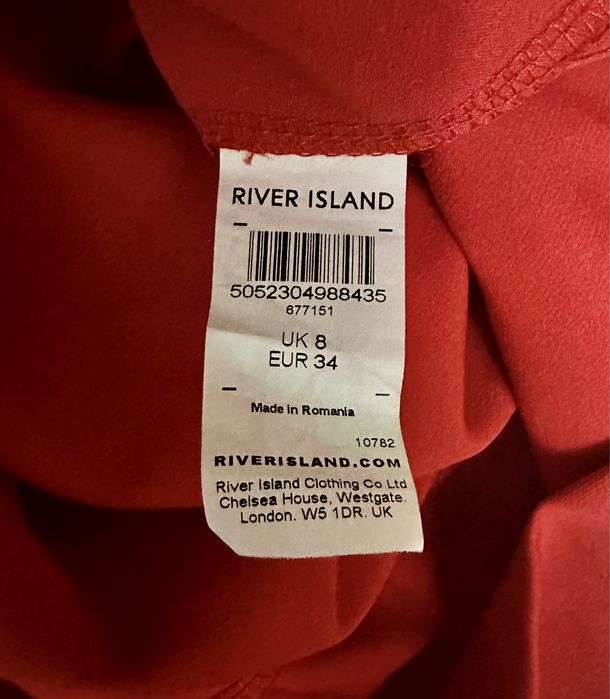 RIVER ISLAND
5052304988435
677151
UK 8
EUR 34
Made in Romania
10782
RIVERISLAND.COM
River Island Clothing Co Ltd
Chelsea House, Westgate.
London. W5 1DR. UK